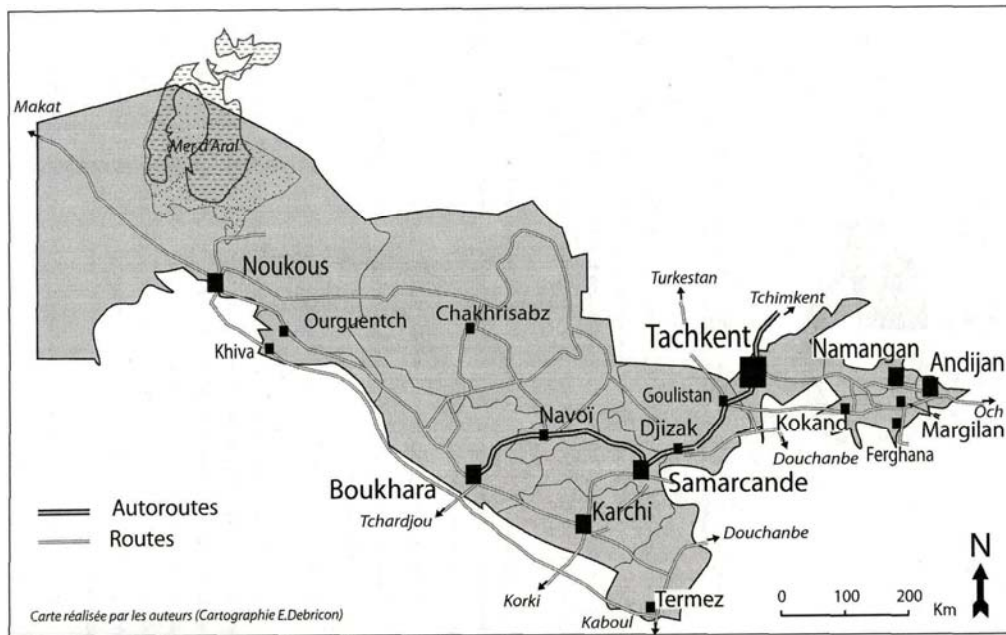 Makat
Mer d'Aral
Noukous
Turkestan
Tchimkent
Ourguentch
Chakhrisabz
Khiva
Tachkent
Namangan
Andijan
Goulistan
Och
Navoï
Djizak
Kokand
Margilan
Douchanbe
Ferghana
Boukhara
Samarcande
Tchardjou
Karchi
Autoroutes
Routes
Douchanbe
N
Korki
Termez
0 100 200
Km
Carte réalisée par les auteurs (Cartographie E.Debricon)
Kaboul